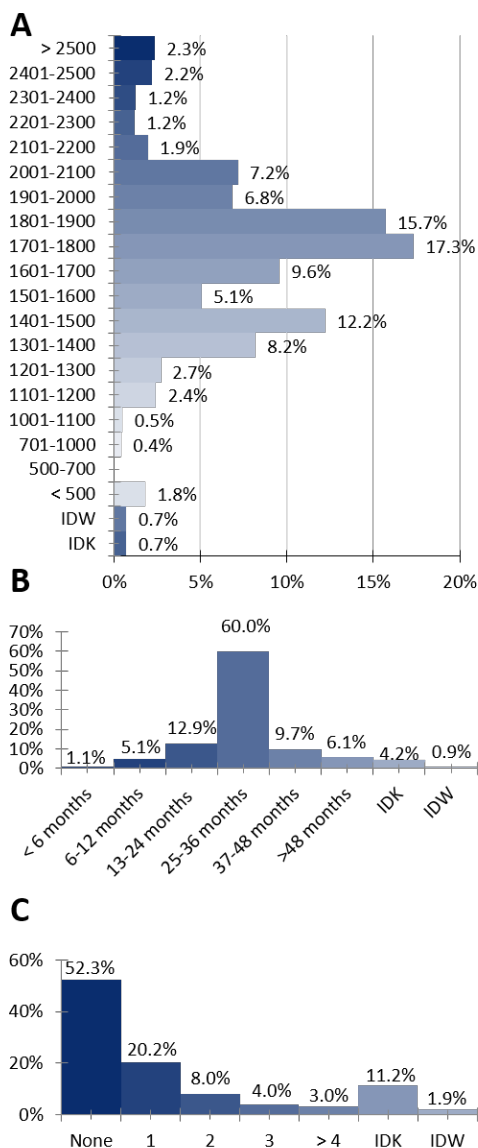 A
> 2500 2.3%
2401-2500 2.2%
2301-2400 1.2%
2201-2300 1.2%
2101-2200 1.9%
2001-2100 7.2%
1901-2000 6.8%
1801-1900 15.7%
1701-1800 17.3%
1601-1700 9.6%
1501-1600 5.1%
1401-1500 12.2%
1301-1400 8.2%
1201-1300 2.7%
1101-1200 2.4%
1001-1100 0.5%
701-1000 0.4%
500-700
< 500 1.8%
IDW 0.7%
IDK 0.7%
0% 5% 10% 15% 20%
B
70%
60%
50%
40%
30%
20%
10%
0%
1.1% 5.1% 12.9% 60.0% 9.7% 6.1% 4.2% 0.9%
< 6 months 6-12 months 13-24 months 25-36 months 37-48 months >48 months IDK IDW
C
60%
40%
20%
0%
52.3% 20.2% 8.0% 4.0% 3.0% 11.2% 1.9%
None 1 2 3 > 4 IDK IDW